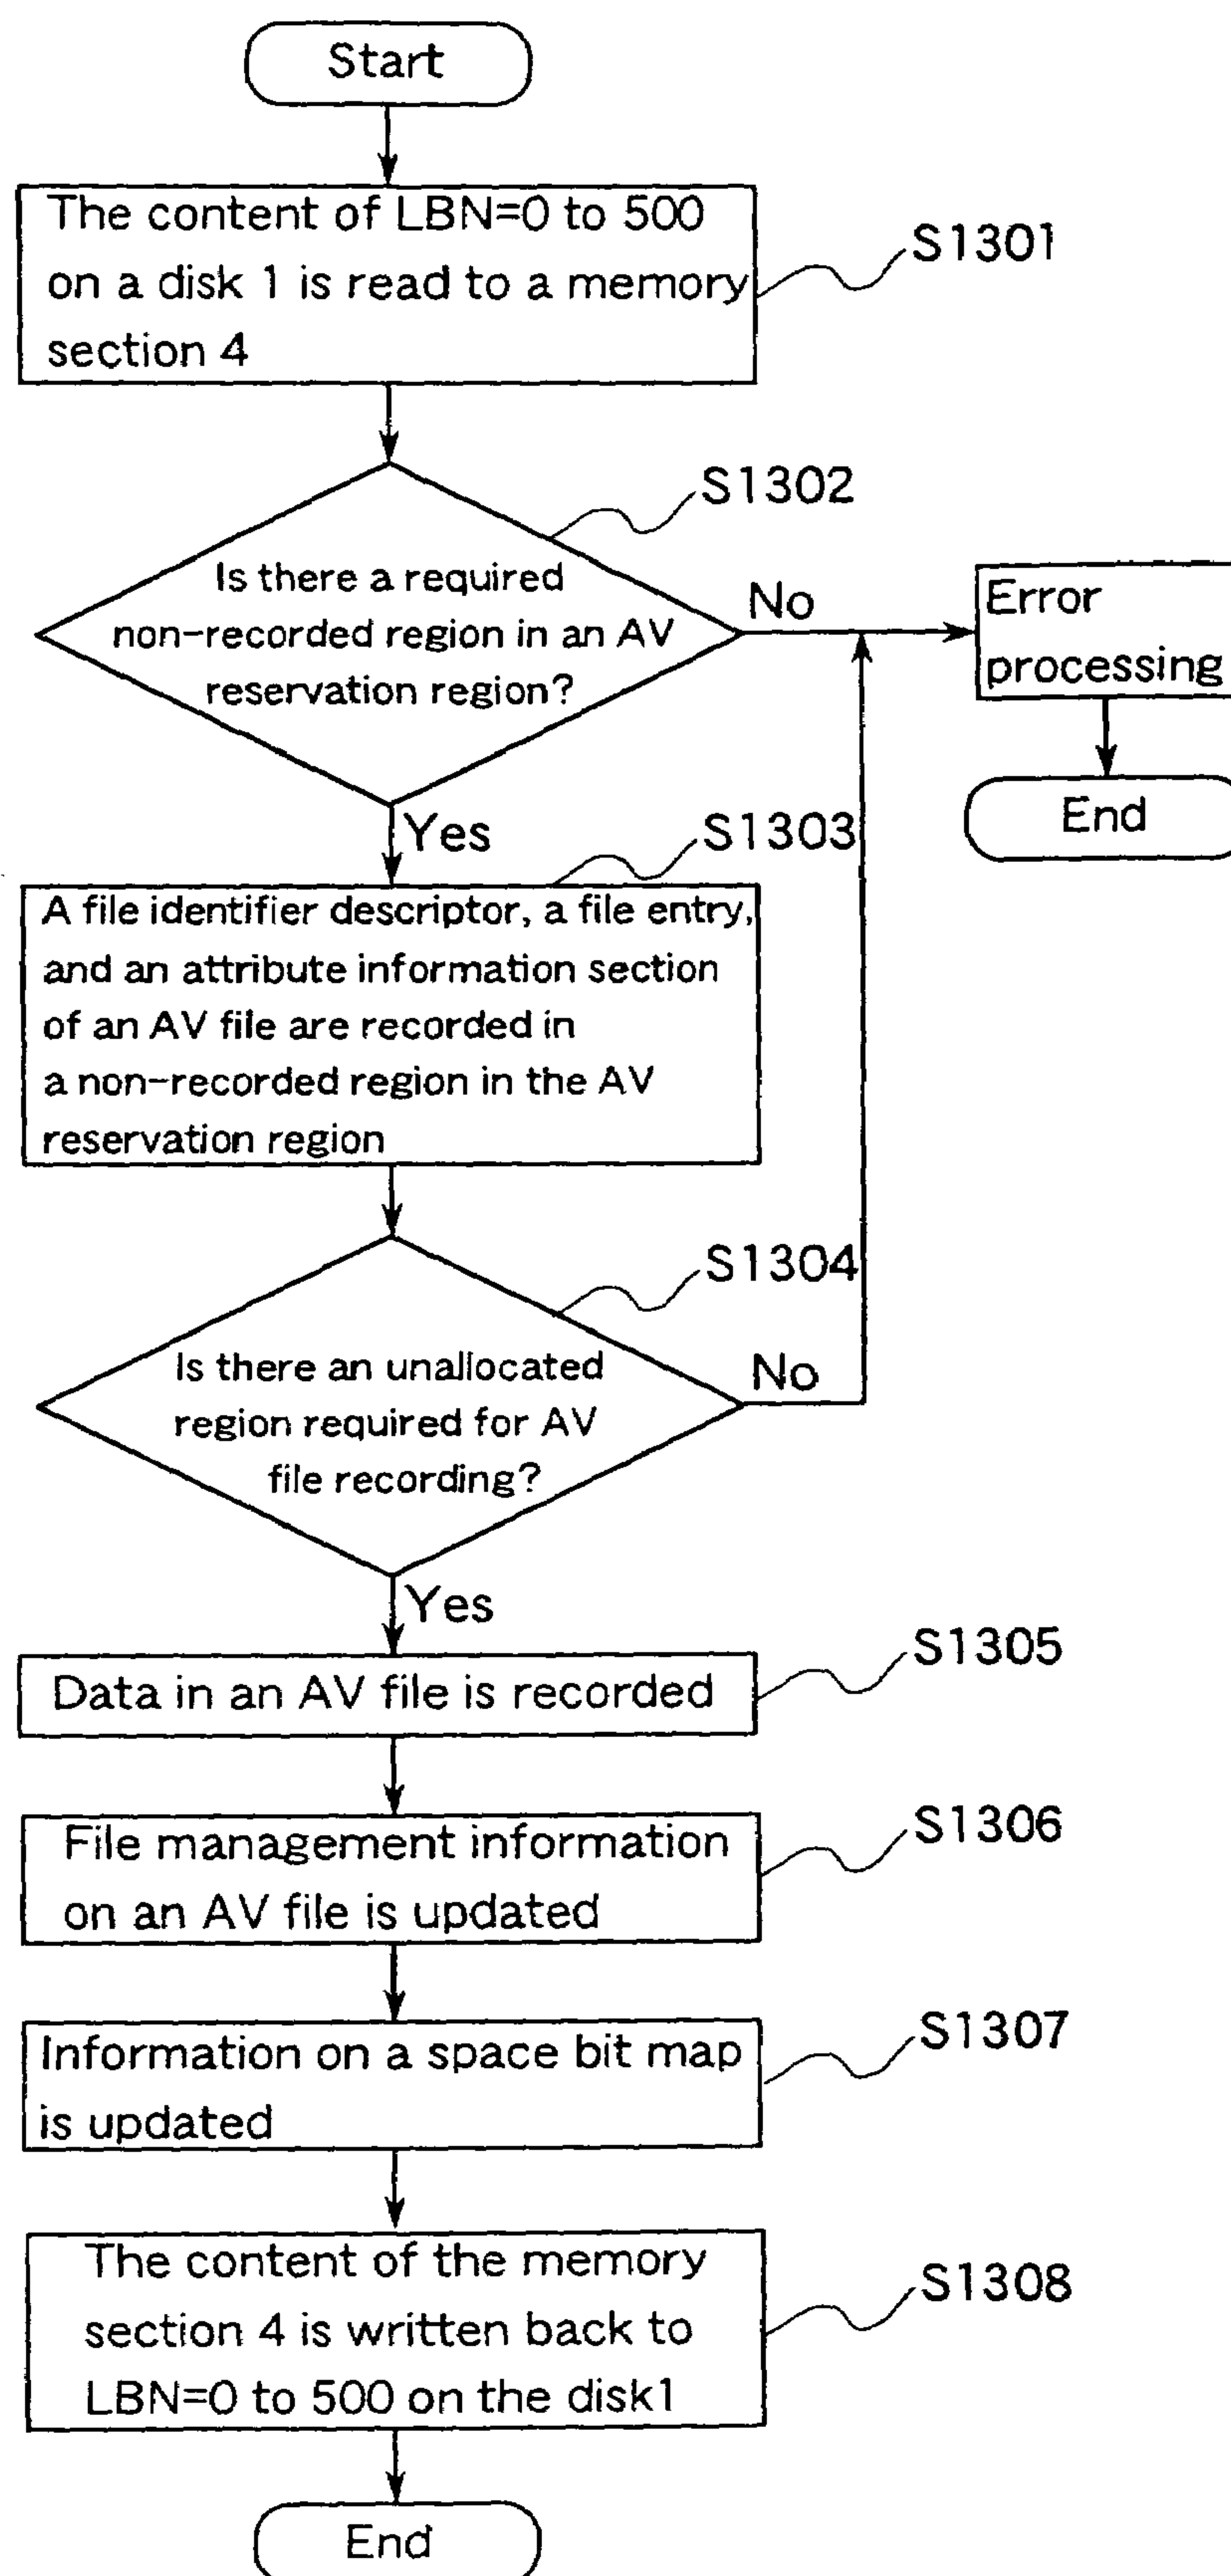 Start
The content of LBN=0 to 500
on a disk 1 is read to a memory
section 4
S1301
S1302
Is there a required
non-recorded region in an AV
reservation region?
No
Error
processing
End
Yes
S1303
A file identifier descriptor, a file entry,
and an attribute information section
of an AV file are recorded in
a non-recorded region in the AV
reservation region
S1304
Is there an unallocated
region required for AV
file recording?
No
Yes
S1305
Data in an AV file is recorded
S1306
File management information
on an AV file is updated
S1307
Information on a space bit map
is updated
The content of the memory
section 4 is written back to
LBN=0 to 500 on the disk1
S1308
End